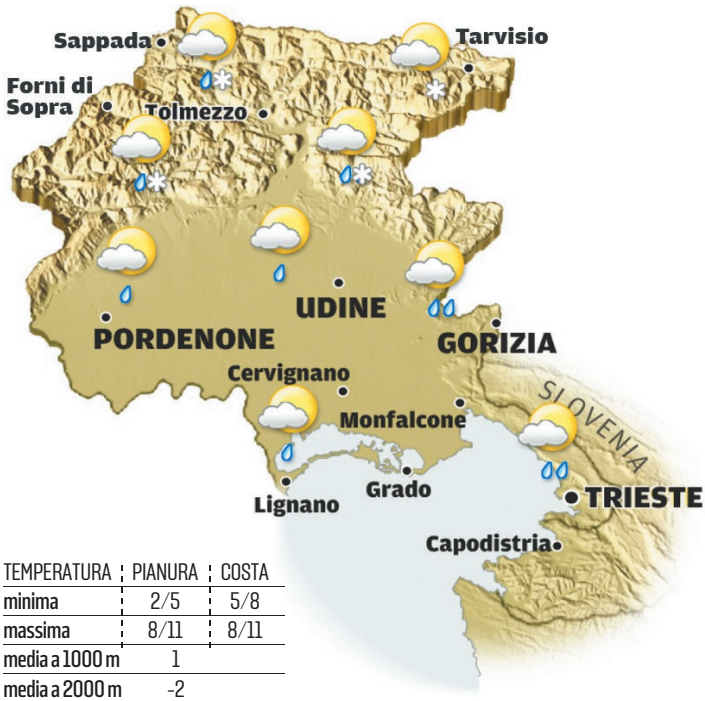 Sappada
Tarvisio
Forni di
Sopra
Tolmezzo
UDINE
PORDENONE
GORIZIA
Cervignano
SLOVENIA
Monfalcone
Grado
Lignano
TRIESTE
Capodistria
TEMPERATURA PIANURA COSTA
minima 2/5 5/8
massima 8/11 8/11
media a 1000 m 1
media a 2000 m -2